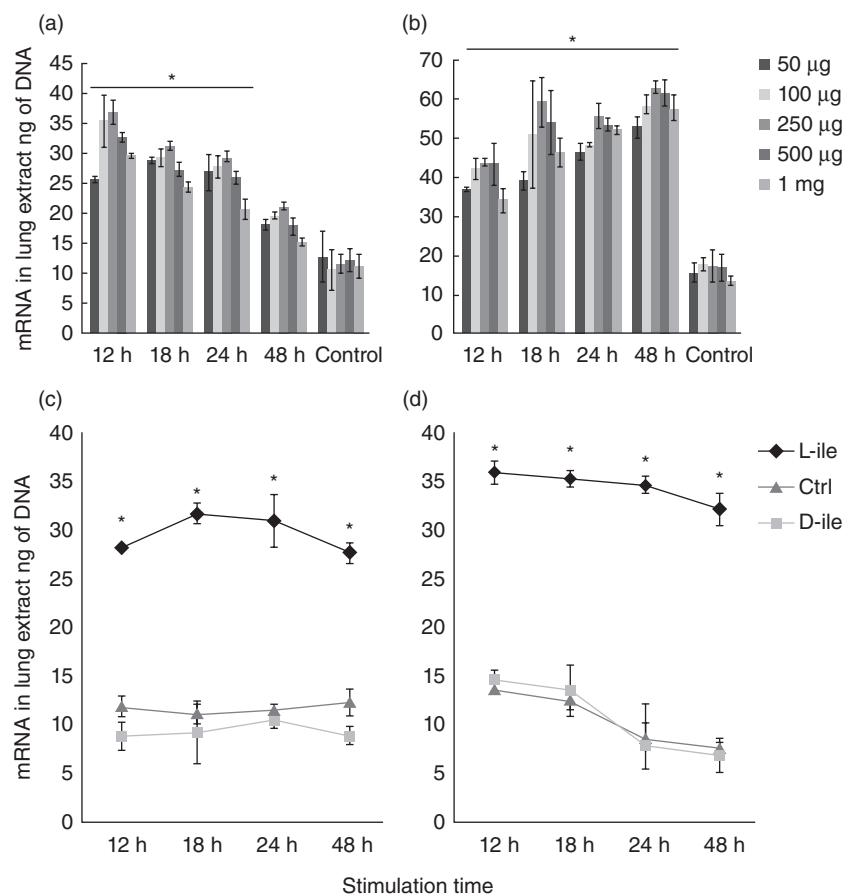 (a)
mRNA in lung extract ng of DNA
45
40
35
30
25
20
15
10
5
0
*
12 h 18 h 24 h 48 h Control
(b)
70
60
50
40
30
20
10
0
*
12 h 18 h 24 h 48 h Control
50 μg
100 μg
250 μg
500 μg
1 mg
(c)
mRNA in lung extract ng of DNA
40
35
30
25
20
15
10
5
0
* * * *
12 h 18 h 24 h 48 h
(d)
40
35
30
25
20
15
10
5
0
* * * *
12 h 18 h 24 h 48 h
L-ile
Ctrl
D-ile
Stimulation time